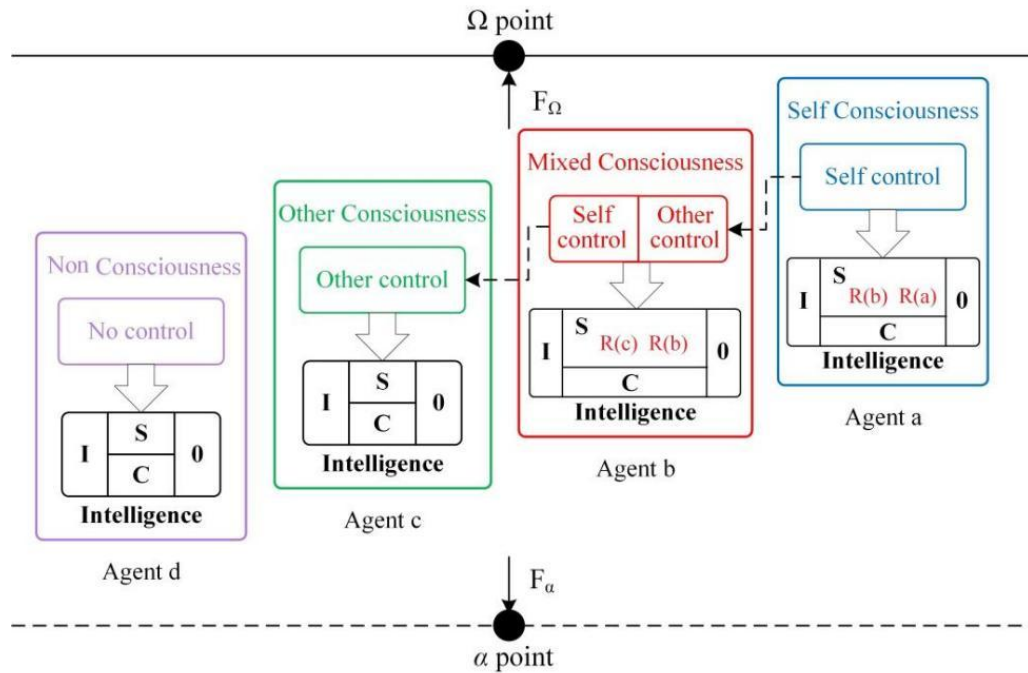 Ω point
F_Ω
Self Consciousness
Self control
S
R(b) R(a)
I
0
C
Intelligence
Agent a
Mixed Consciousness
Self
control
Other
control
S
R(c) R(b)
I
0
C
Intelligence
Agent b
Other Consciousness
Other control
S
I
0
C
Intelligence
Agent c
Non Consciousness
No control
S
I
0
C
Intelligence
Agent d
F_α
α point